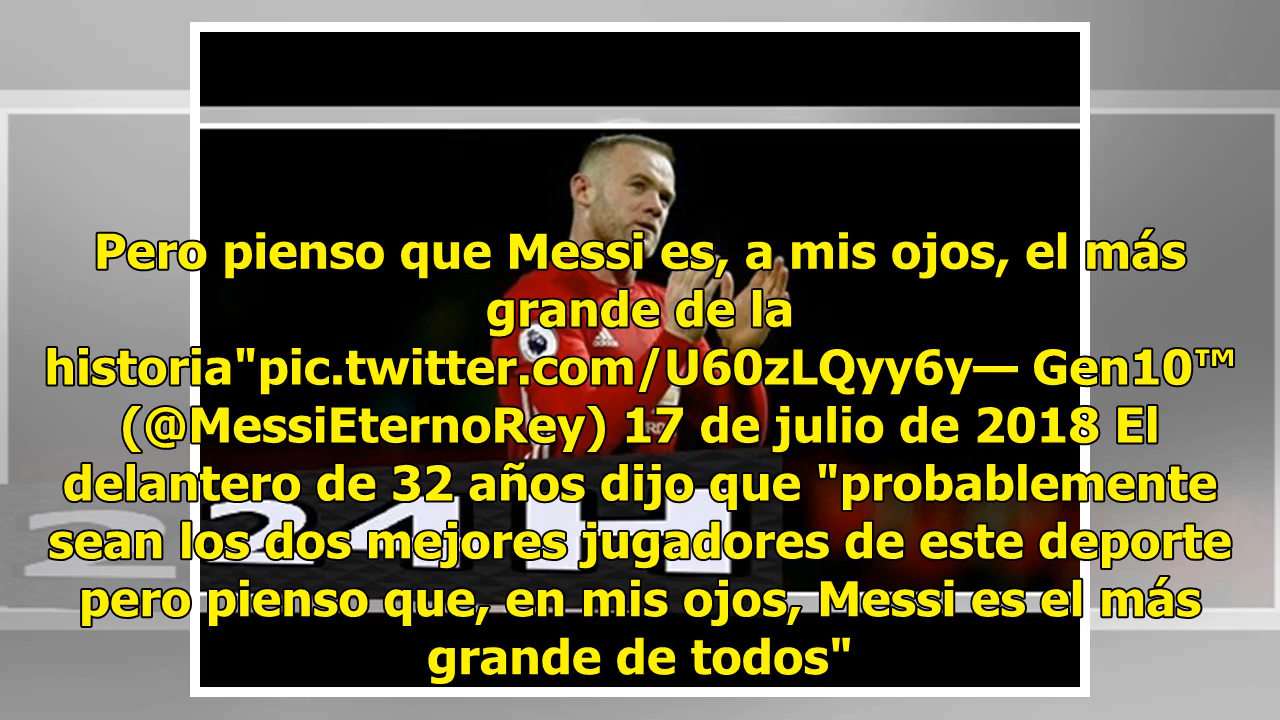 Pero pienso que Messi es, a mis ojos, el más
grande de la
historia"pic.twitter.com/U60zLQyy6y— Gen10™
(@MessiEternoRey) 17 de julio de 2018 El
delantero de 32 años dijo que "probablemente
sean los dos mejores jugadores de este deporte
pero pienso que, en mis ojos, Messi es el más
grande de todos"
24H